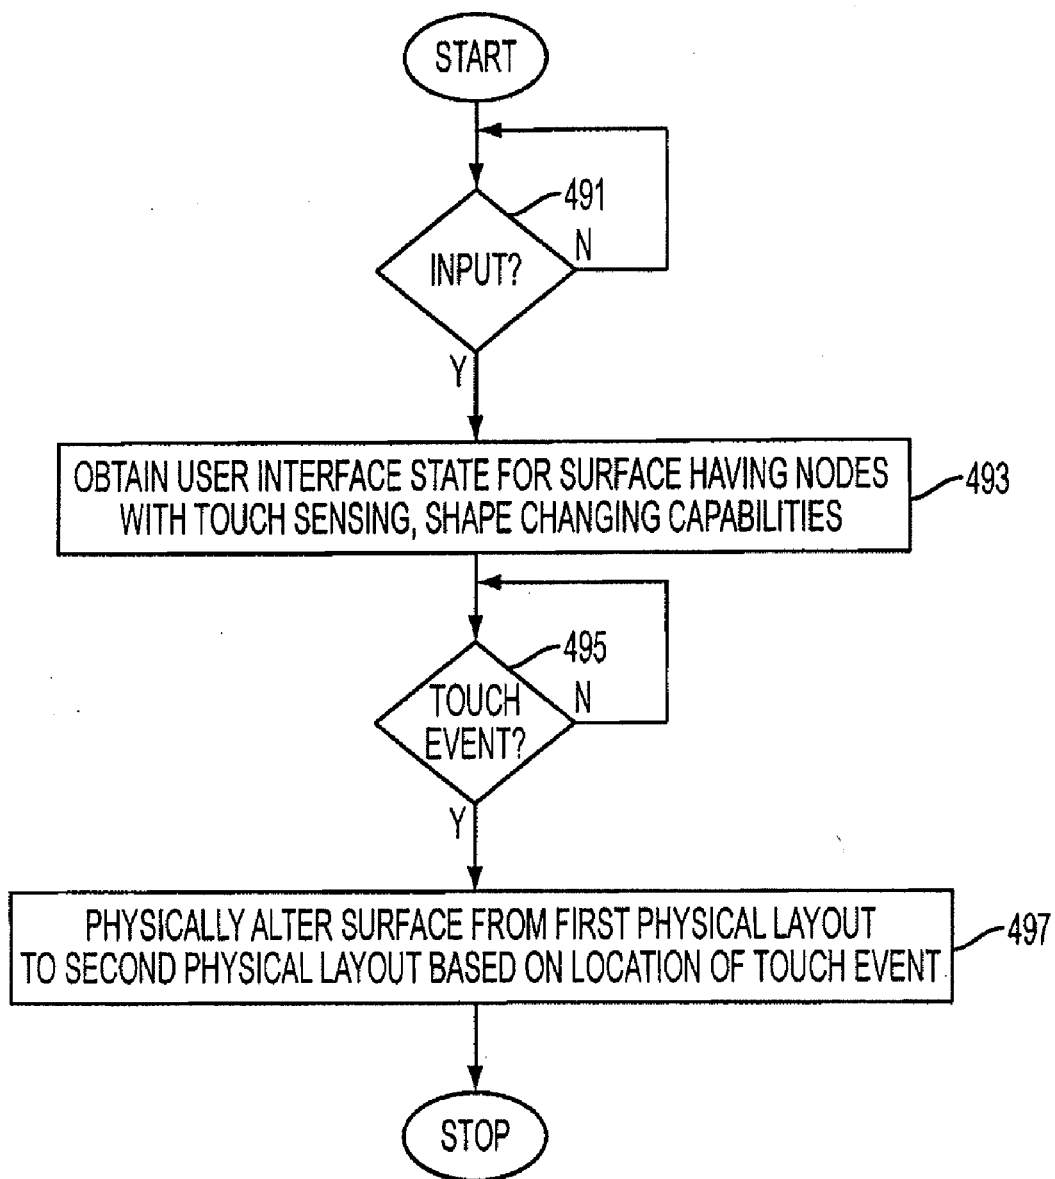 START
491
INPUT?
N
Y
OBTAIN USER INTERFACE STATE FOR SURFACE HAVING NODES
WITH TOUCH SENSING, SHAPE CHANGING CAPABILITIES
493
495
TOUCH
EVENT?
N
Y
PHYSICALLY ALTER SURFACE FROM FIRST PHYSICAL LAYOUT
TO SECOND PHYSICAL LAYOUT BASED ON LOCATION OF TOUCH EVENT
497
STOP